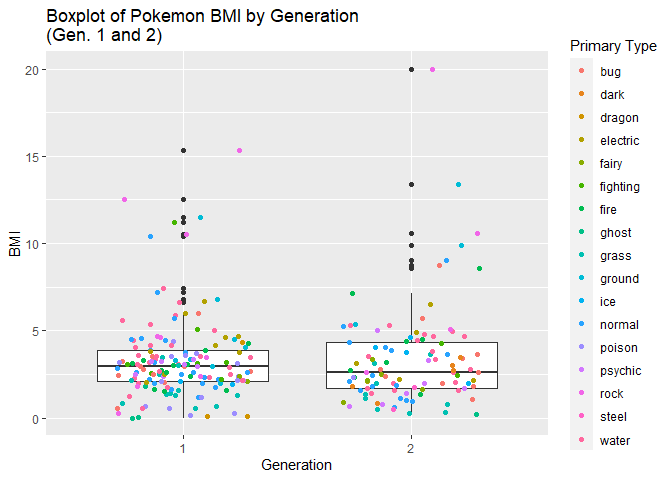 Boxplot of Pokemon BMI by Generation
(Gen. 1 and 2)
Primary Type
bug
dark
dragon
electric
fairy
fighting
fire
ghost
grass
ground
ice
normal
poison
psychic
rock
steel
water
BMI
20
15
10
5
0
1
2
Generation